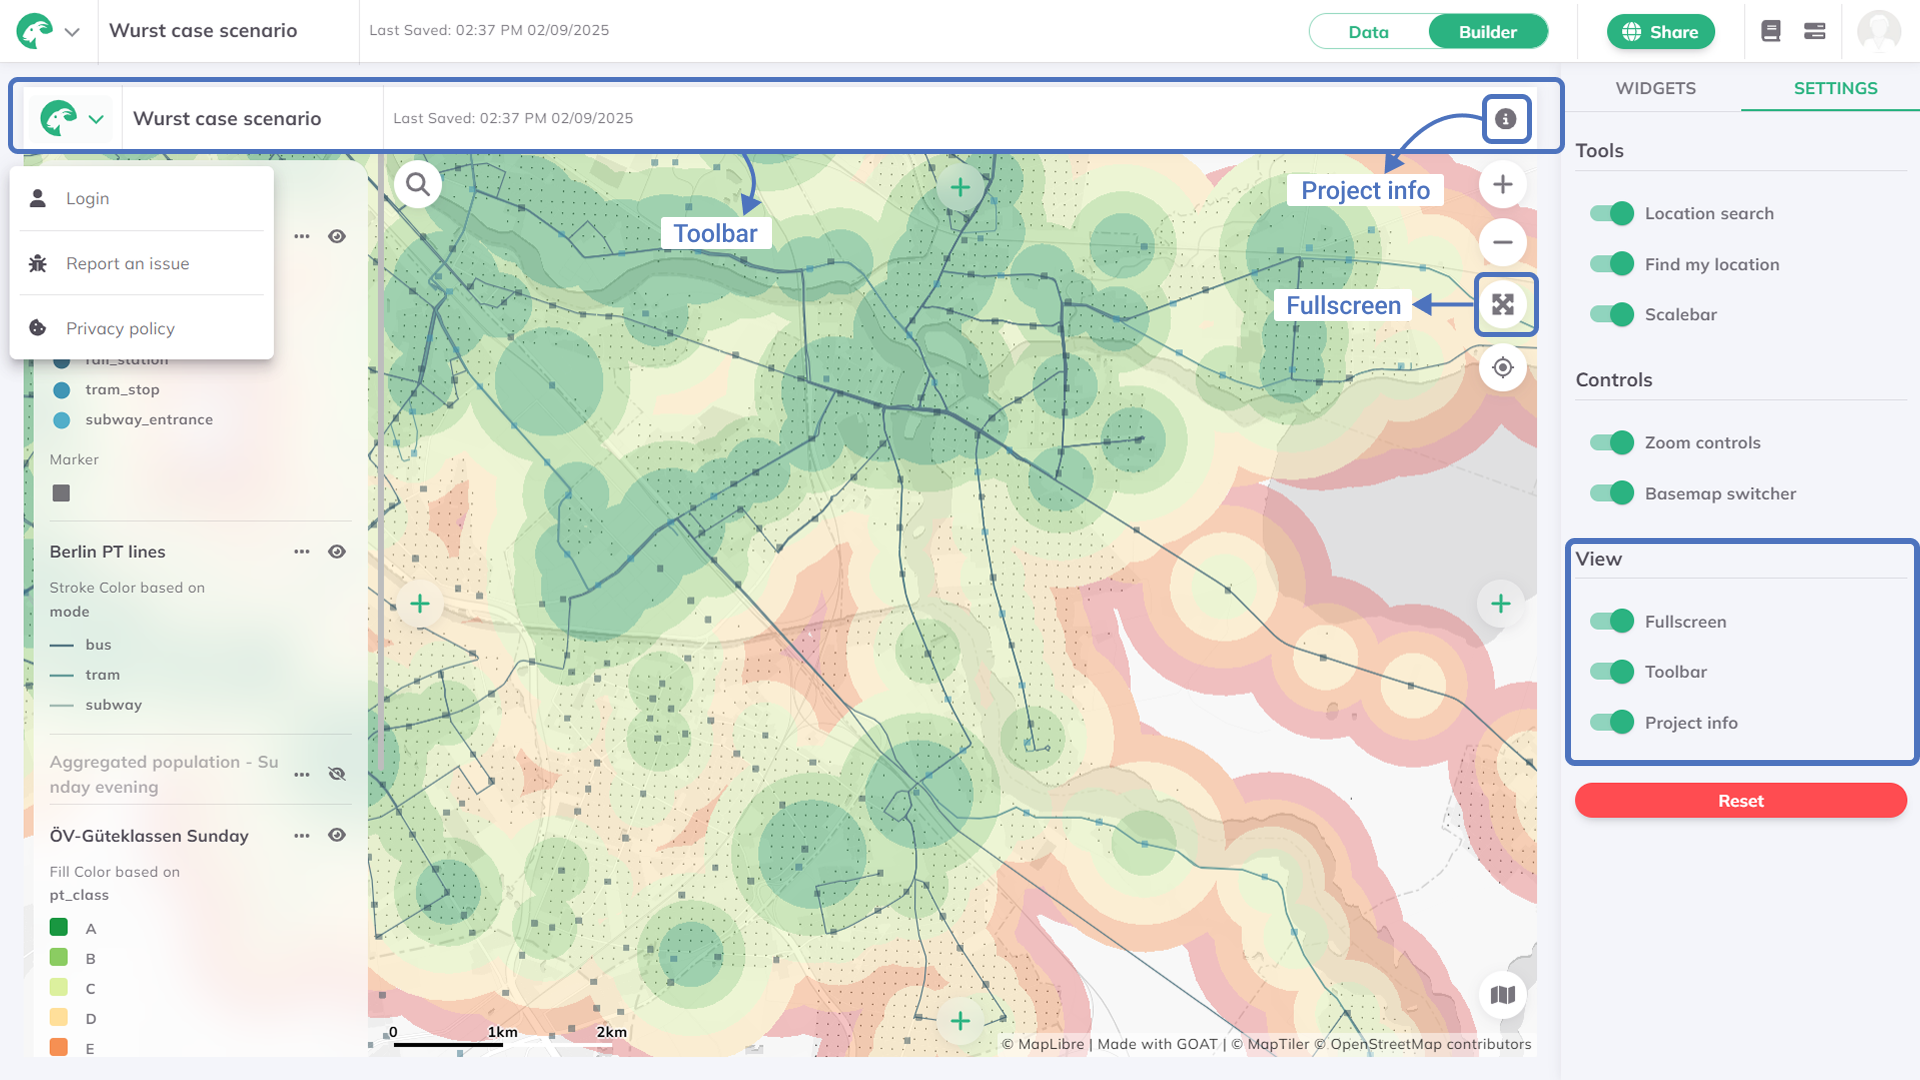 Wurst case scenario
Last Saved: 02:37 PM 02/09/2025
Data
Builder
Share
Wurst case scenario
Last Saved: 02:37 PM 02/09/2025
WIDGETS
SETTINGS
Login
Report an issue
Privacy policy
Toolbar
Project info
Fullscreen
rail_station
tram_stop
subway_entrance
Marker
Berlin PT lines
Stroke Color based on
mode
bus
tram
subway
Aggregated population - Su
nday evening
ÖV-Güteklassen Sunday
Fill Color based on
pt_class
A
B
C
D
E
0
1km
2km
© MapLibre | Made with GOAT | © MapTiler © OpenStreetMap contributors
Tools
Location search
Find my location
Scalebar
Controls
Zoom controls
Basemap switcher
View
Fullscreen
Toolbar
Project info
Reset